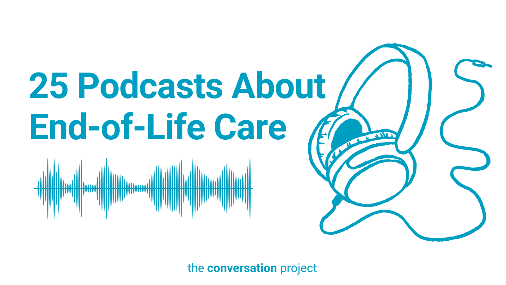 25 Podcasts About
End-of-Life Care
the conversation project